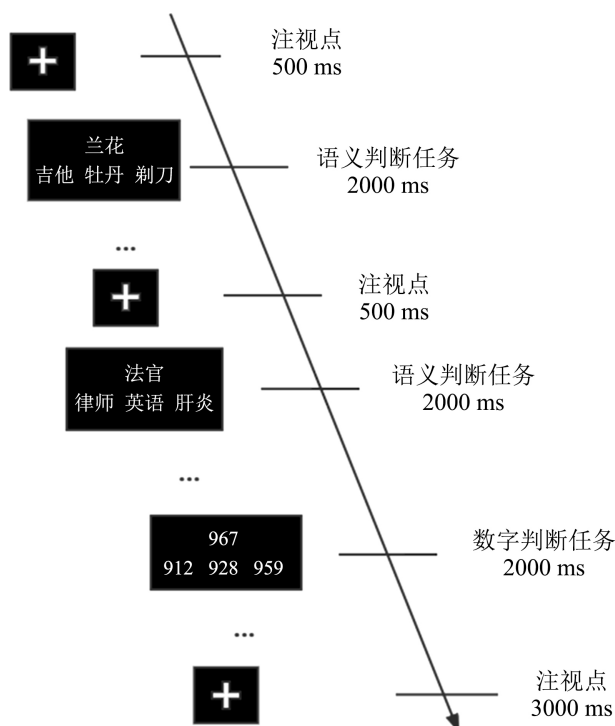 注视点
500 ms
兰花
吉他 牡丹 剃刀
语义判断任务
2000 ms
...
注视点
500 ms
法官
律师 英语 肝炎
语义判断任务
2000 ms
...
967
912 928 959
数字判断任务
2000 ms
...
注视点
3000 ms